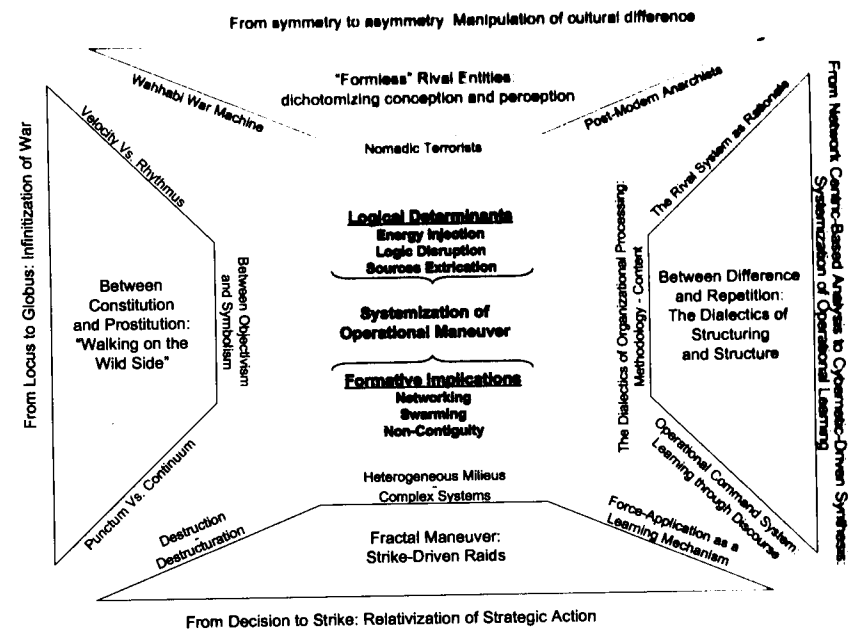 From symmetry to asymmetry Manipulation of cultural difference
"Formless" Rival Entities:
dichotomizing conception and perception
Wahhabi War Machine
Post-Modern Anarchists
Nomadic Terrorists
From Locus to Globus: Infinitization of War
Velocity Vs. Rhythmus
Between
Constitution
and Prostitution:
"Walking on the
Wild Side"
Between Objectivism
and Symbolism
Punctum Vs. Continuum
Logical Determinants
Energy Injection
Logic Disruption
Sources Extrication
Systemization of
Operational Maneuver
Formative Implications
Networking
Swarming
Non-Contiguity
The Dialectics of Organizational Processing:
Methodology - Content
The Rival System as Rationale
Between Difference
and Repetition:
The Dialectics of
Structuring
and Structure
Operational Command System:
Learning through Discourse
From Network Centric-Based Analysis to Cybernetic-Driven Synthesis:
Systemization of Operational Learning
Heterogeneous Milieus
-
Complex Systems
Destruction
-
Destructuration
Fractal Maneuver:
Strike-Driven Raids
Force-Application as a
Learning Mechanism
From Decision to Strike: Relativization of Strategic Action